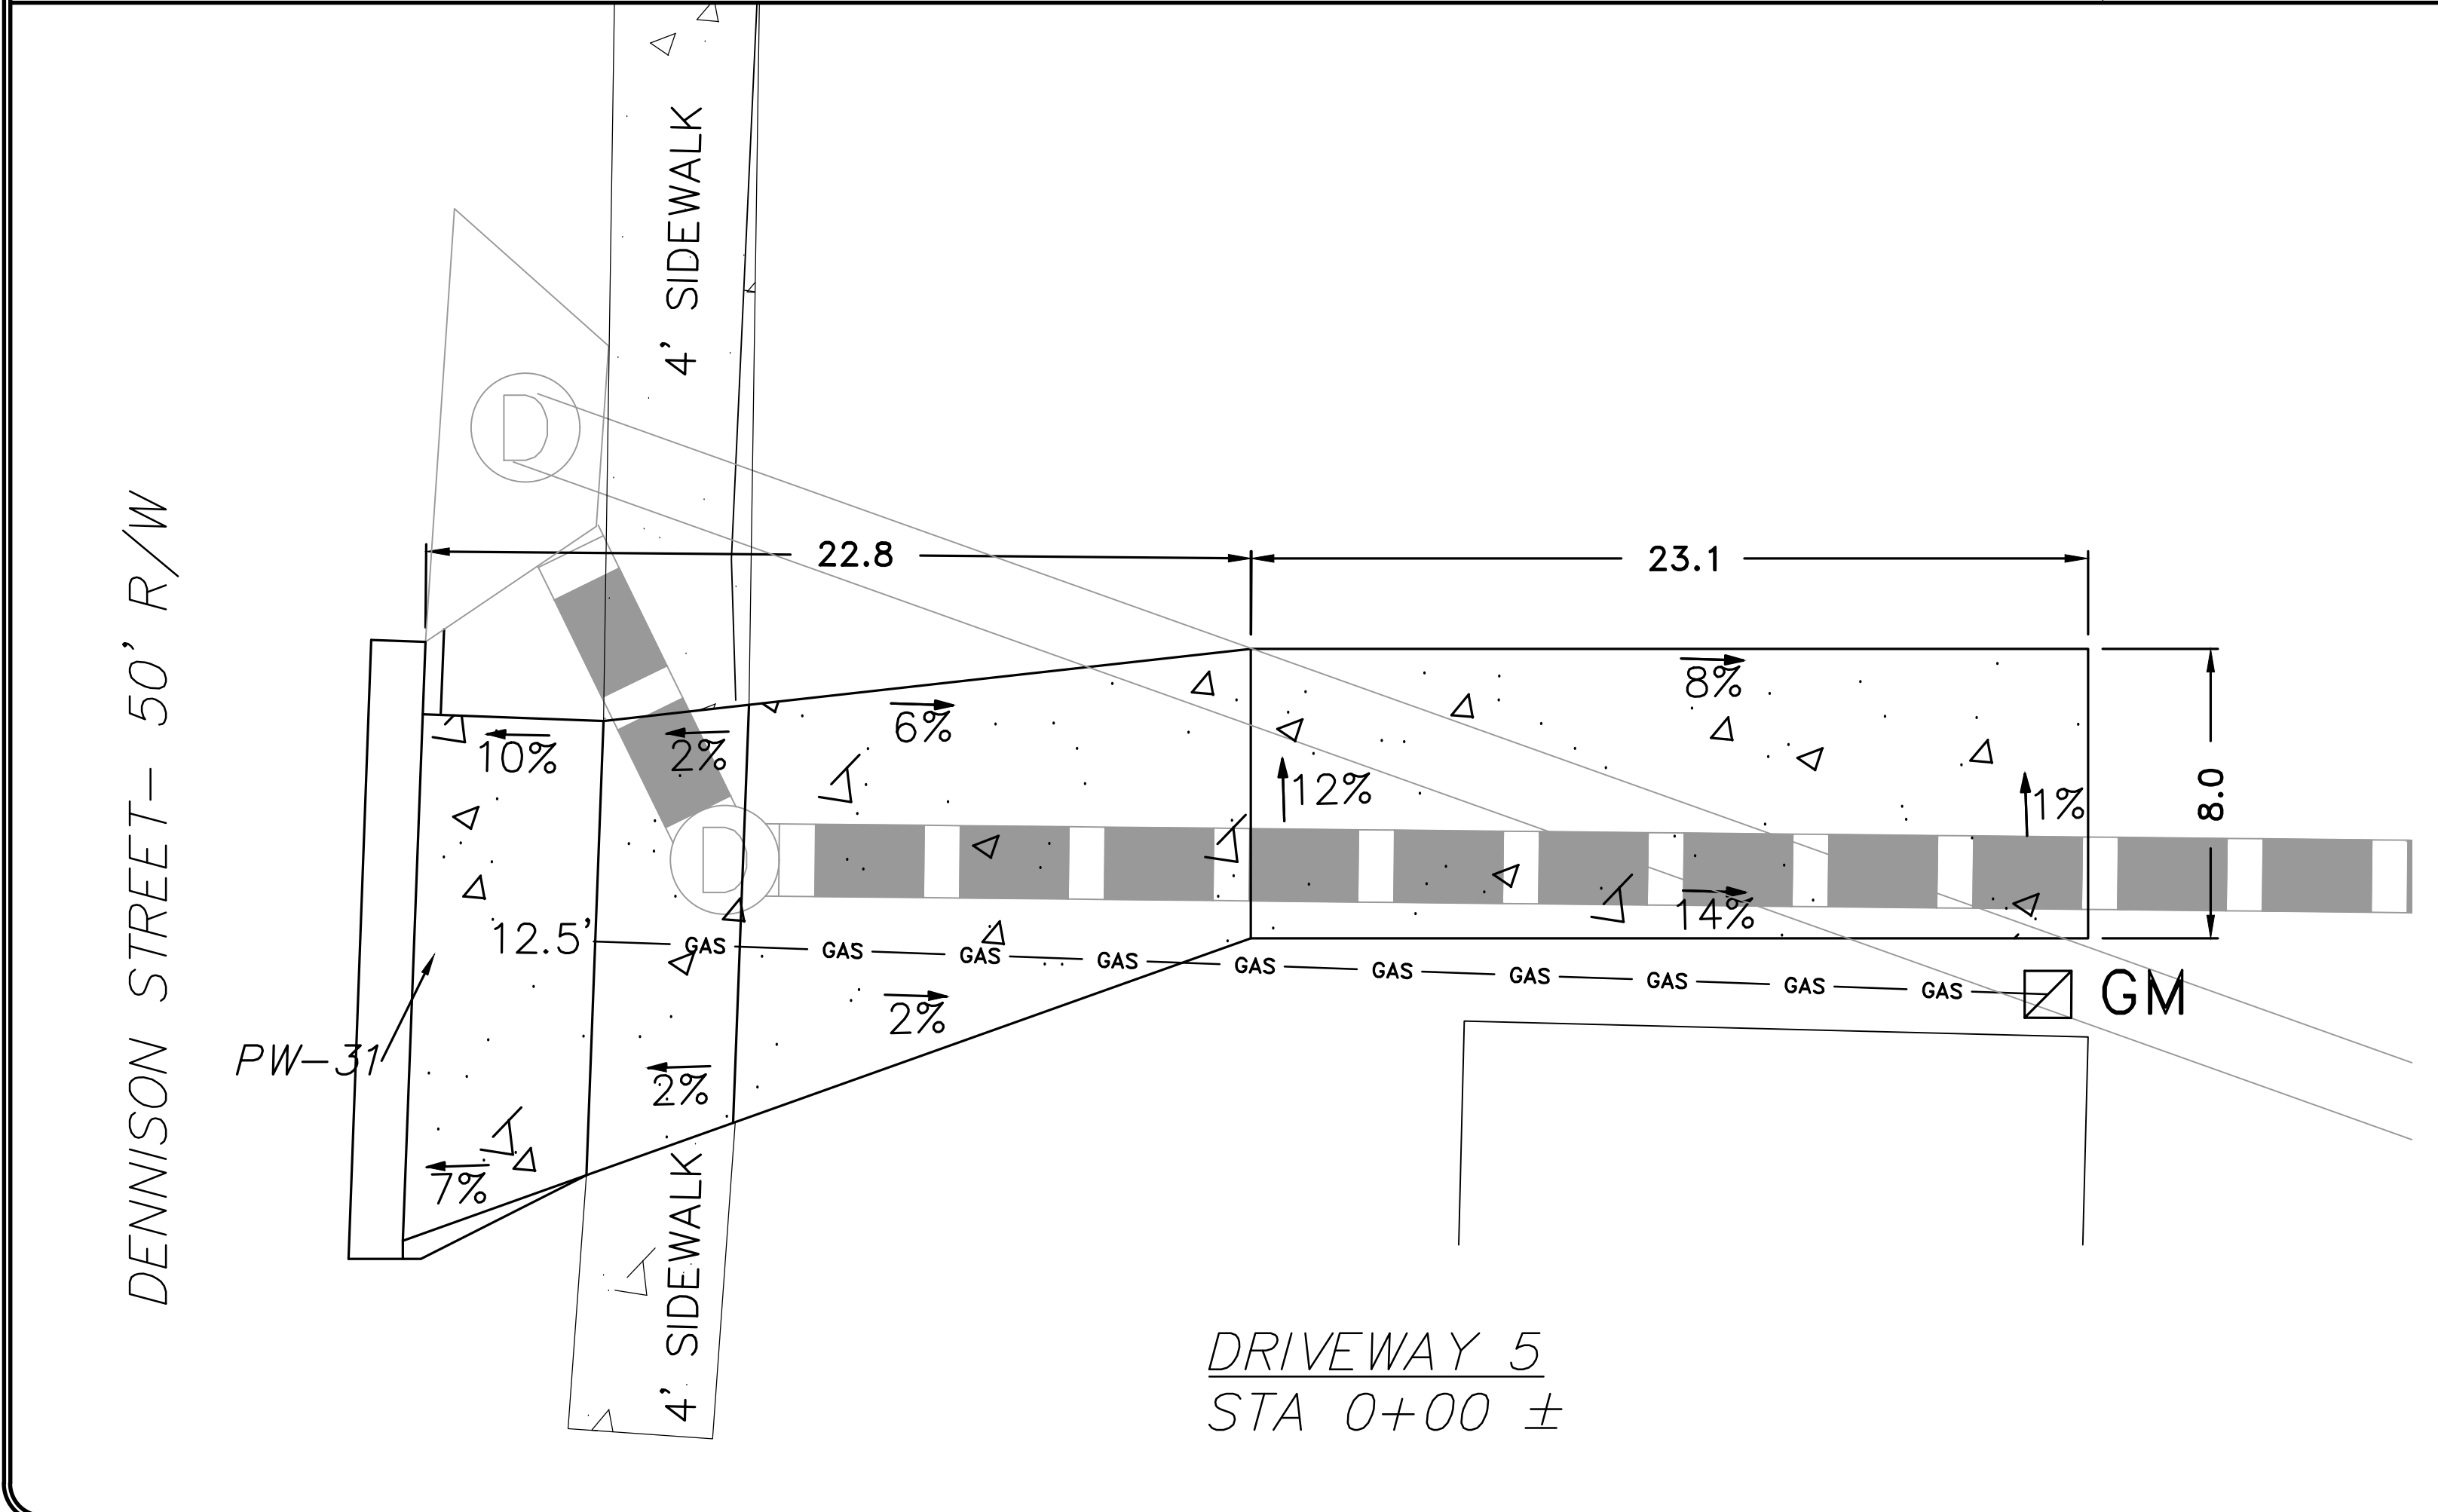 4' SIDEWALK
D
DENNISON STREET- 50' R/W
22.8
23.1
8%
6%
10%
2%
12%
1%
8.0
D
14%
12.5'
GAS GAS GAS GAS GAS GAS GAS GAS GAS GAS
GM
2%
PW-31
2%
7%
4' SIDEWALK
DRIVEWAY 5
STA 0+00 ±